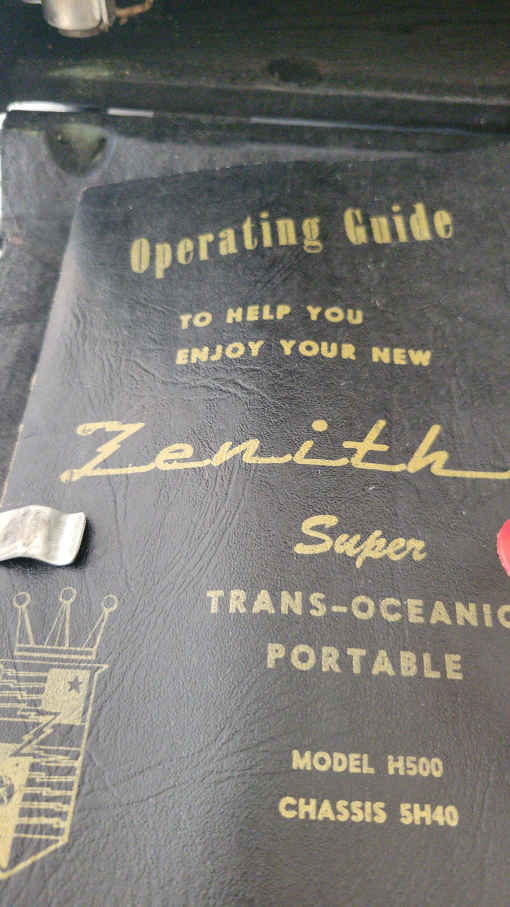 Operating Guide
TO HELP YOU
ENJOY YOUR NEW
Zenith
Super
TRANS-OCEANIC
PORTABLE
MODEL H500
CHASSIS 5H40